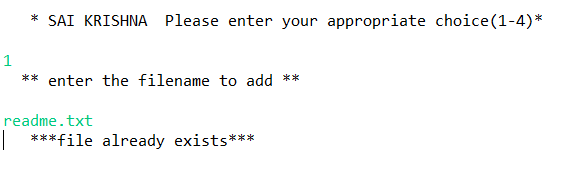 * SAI KRISHNA  Please enter your appropriate choice(1-4)*
1
** enter the filename to add **
readme.txt
***file already exists***